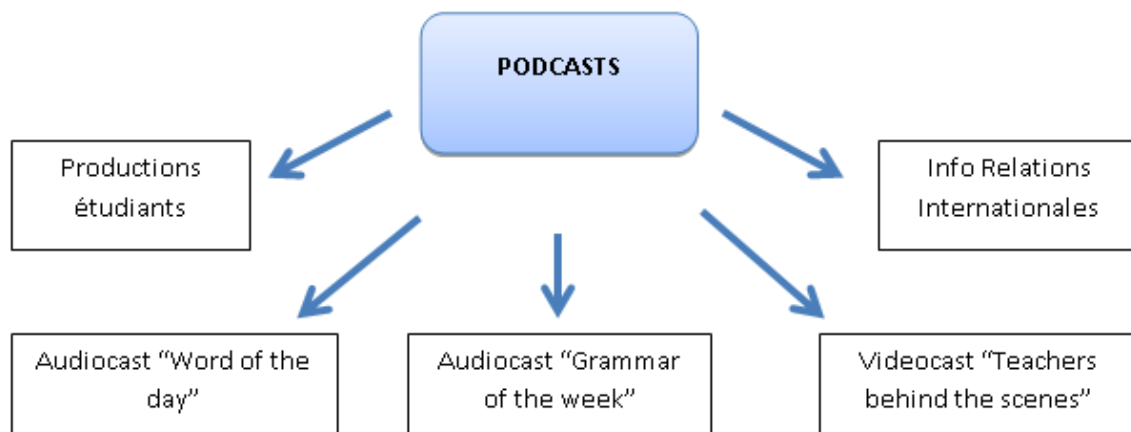 PODCASTS
Productions
étudiants
Info Relations
Internationales
Audiocast “Word of the
day”
Audiocast “Grammar
of the week”
Videocast “Teachers
behind the scenes”